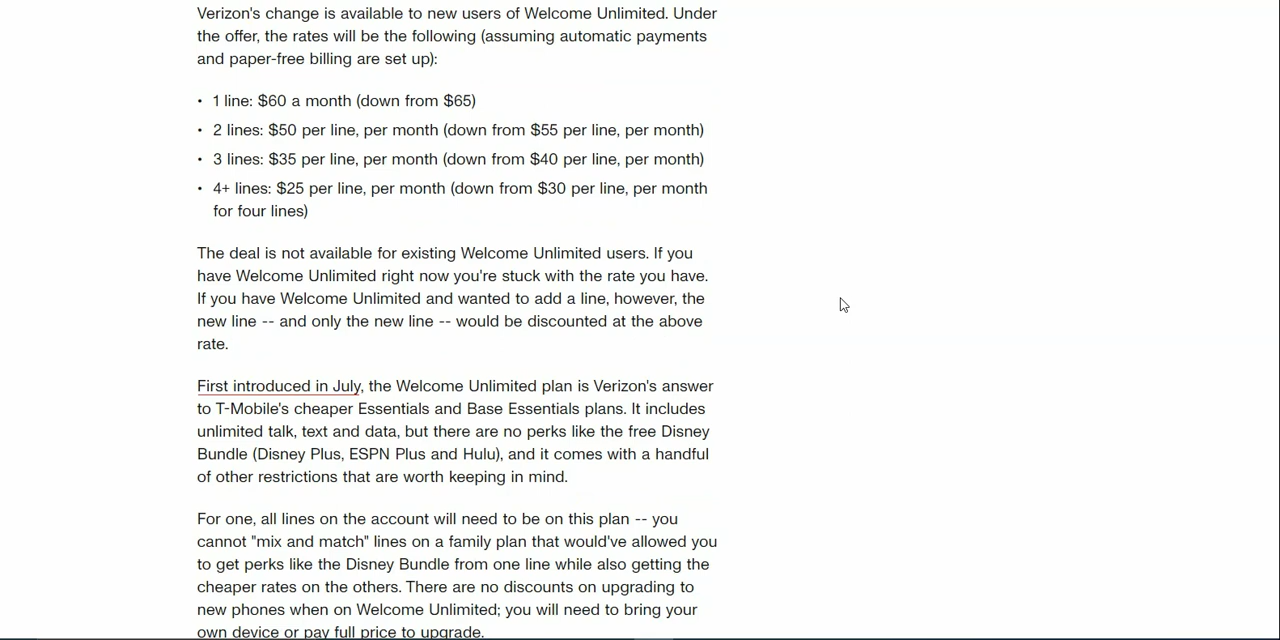 Verizon's change is available to new users of Welcome Unlimited. Under
the offer, the rates will be the following (assuming automatic payments
and paper-free billing are set up):
• 1 line: $60 a month (down from $65)
• 2 lines: $50 per line, per month (down from $55 per line, per month)
• 3 lines: $35 per line, per month (down from $40 per line, per month)
• 4+ lines: $25 per line, per month (down from $30 per line, per month
for four lines)
The deal is not available for existing Welcome Unlimited users. If you
have Welcome Unlimited right now you're stuck with the rate you have.
If you have Welcome Unlimited and wanted to add a line, however, the
new line -- and only the new line -- would be discounted at the above
rate.
First introduced in July, the Welcome Unlimited plan is Verizon's answer
to T-Mobile's cheaper Essentials and Base Essentials plans. It includes
unlimited talk, text and data, but there are no perks like the free Disney
Bundle (Disney Plus, ESPN Plus and Hulu), and it comes with a handful
of other restrictions that are worth keeping in mind.
For one, all lines on the account will need to be on this plan -- you
cannot "mix and match" lines on a family plan that would've allowed you
to get perks like the Disney Bundle from one line while also getting the
cheaper rates on the others. There are no discounts on upgrading to
new phones when on Welcome Unlimited; you will need to bring your
own device or pay full price to upgrade.